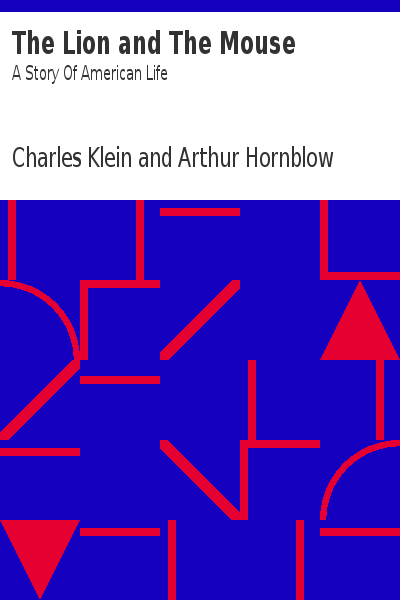 The Lion and The Mouse
A Story Of American Life
Charles Klein and Arthur Hornblow